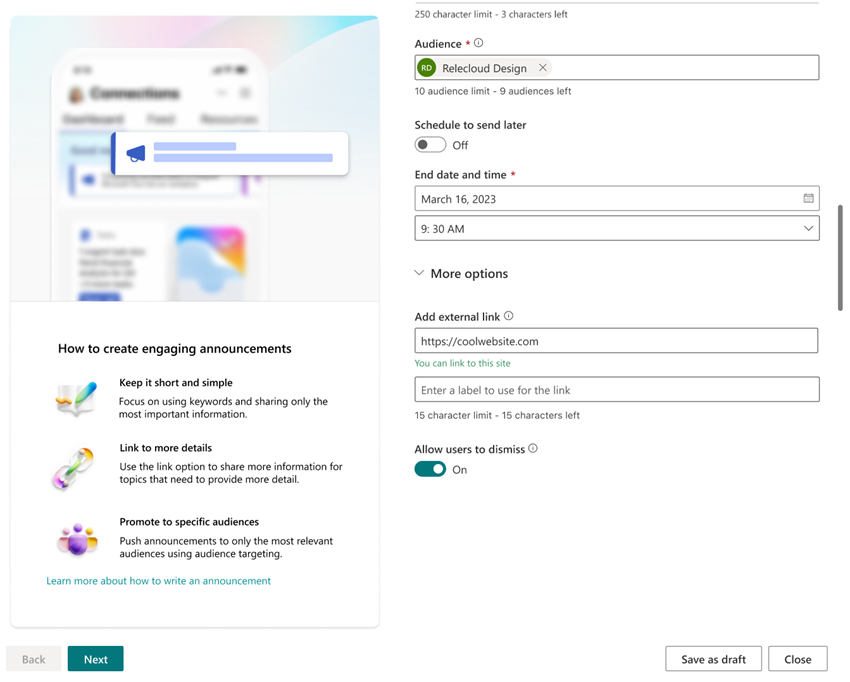 Connections
Dashboard Feed Resources
How to create engaging announcements
Keep it short and simple
Focus on using keywords and sharing only the
most important information.
Link to more details
Use the link option to share more information for
topics that need to provide more detail.
Promote to specific audiences
Push announcements to only the most relevant
audiences using audience targeting.
Learn more about how to write an announcement
250 character limit - 3 characters left
Audience *
RD Relecloud Design
10 audience limit - 9 audiences left
Schedule to send later
Off
End date and time *
March 16, 2023
9: 30 AM
More options
Add external link
https://coolwebsite.com
You can link to this site
Enter a label to use for the link
15 character limit - 15 characters left
Allow users to dismiss
On
Back Next Save as draft Close